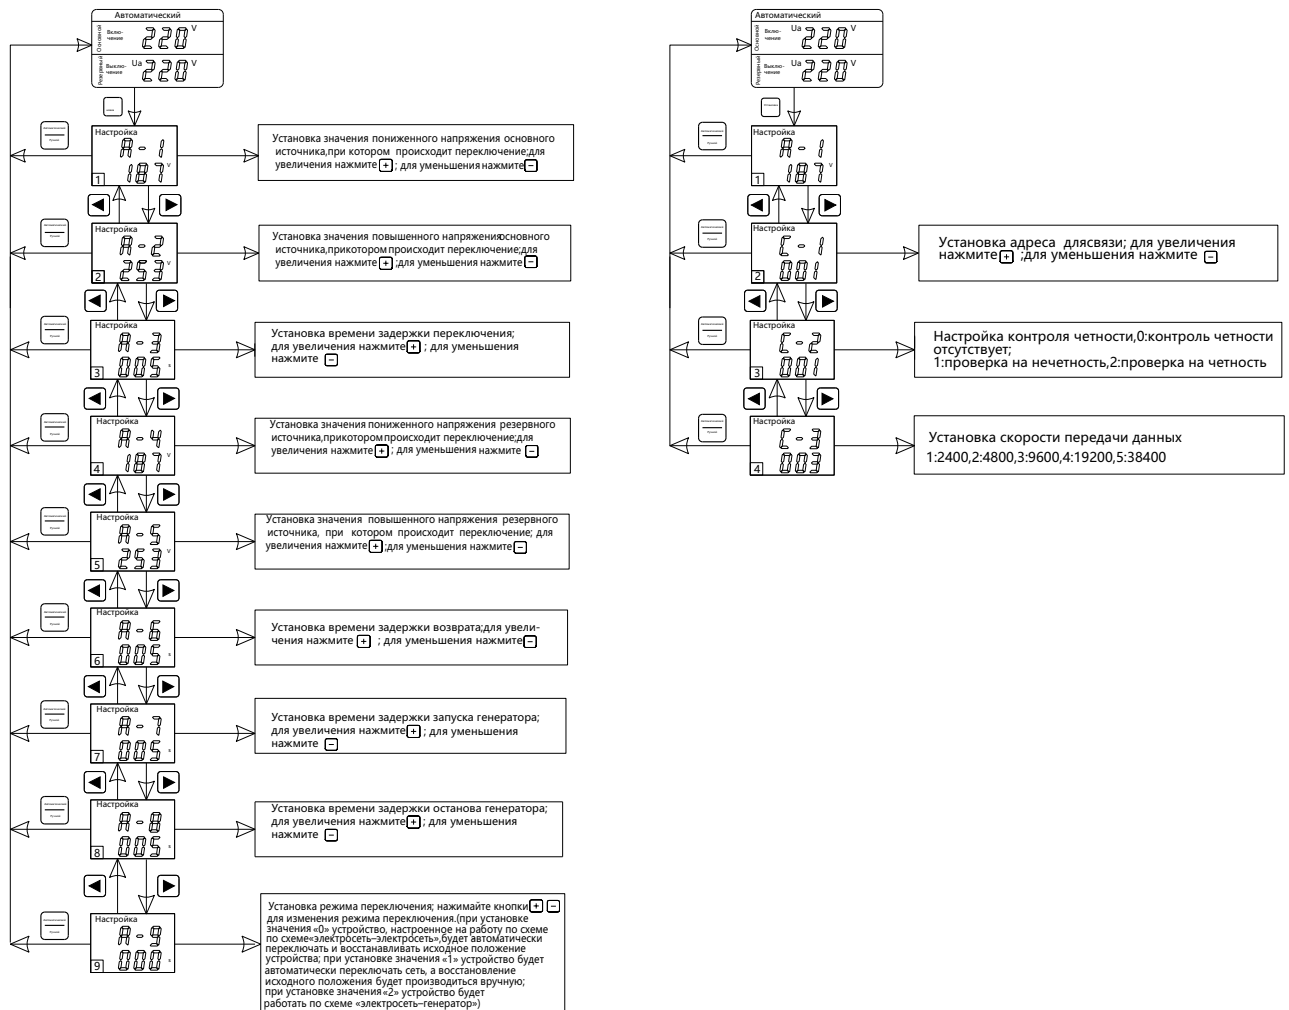 Автоматический
Основной
Вклю-
чение
220 V
Резервный
Выклю-
чение
Ua 220 V
Настройка
A-1
187 V
1
Установка значения пониженного напряжения основного
источника,при котором происходит переключение;для
увеличения нажмите + ; для уменьшения нажмите −
Настройка
A-2
253 V
2
Установка значения повышенного напряжения основного
источника,прикотором происходит переключение;для
увеличения нажмите + ;для уменьшения нажмите −
Настройка
A-3
005 s
3
Установка времени задержки переключения;
для увеличения нажмите + ; для уменьшения
нажмите −
Настройка
A-4
187 V
4
Установка значения пониженного напряжения резервного
источника,прикотором происходит переключение;для
увеличения нажмите + ; для уменьшения нажмите −
Настройка
A-5
253 V
5
Установка значения повышенного напряжения резервного
источника, при котором происходит переключение; для
увеличения нажмите + ;для уменьшения нажмите −
Настройка
A-6
005 s
6
Установка времени задержки возврата;для увели-
чения нажмите + ; для уменьшения нажмите −
Настройка
A-7
005 s
7
Установка времени задержки запуска генератора;
для увеличения нажмите + ; для уменьшения
нажмите −
Настройка
A-8
005 s
8
Установка времени задержки останова генератора;
для увеличения нажмите + ; для уменьшения
нажмите −
Настройка
A-9
000 s
9
Установка режима переключения; нажимайте кнопки + −
для изменения режима переключения.(при установке
значения «0» устройство, настроенное на работу по схеме
по схеме«электросеть–электросеть»,будет автоматически
переключать и восстанавливать исходное положение
устройства; при установке значения «1» устройство будет
автоматически переключать сеть, а восстановление
исходного положения будет производиться вручную;
при установке значения«2» устройство будет
работать по схеме «электросеть–генератор»)
Автоматический
Основной
Вклю-
чение
Ua 220 V
Резервный
Выклю-
чение
Ua 220 V
Настройка
A-1
187 V
1
Настройка
C-1
001
2
Установка адреса длясвязи; для увеличения
нажмите + ;для уменьшения нажмите −
Настройка
C-2
001
3
Настройка контроля четности,0:контроль четности
отсутствует;
1:проверка на нечетность,2:проверка на четность
Настройка
C-3
003
4
Установка скорости передачи данных
1:2400,2:4800,3:9600,4:19200,5:38400